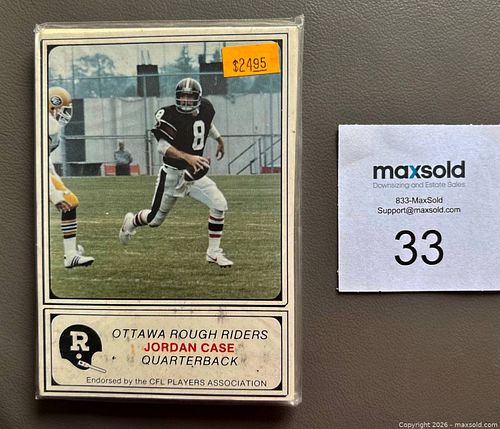 $24.95
8
OTTAWA ROUGH RIDERS
JORDAN CASE
QUARTERBACK
Endorsed by the CFL PLAYERS ASSOCIATION
R
maxsold
Downsizing and Estate Sales
833-MaxSold
Support@maxsold.com
33
Copyright 2026 - maxsold.com